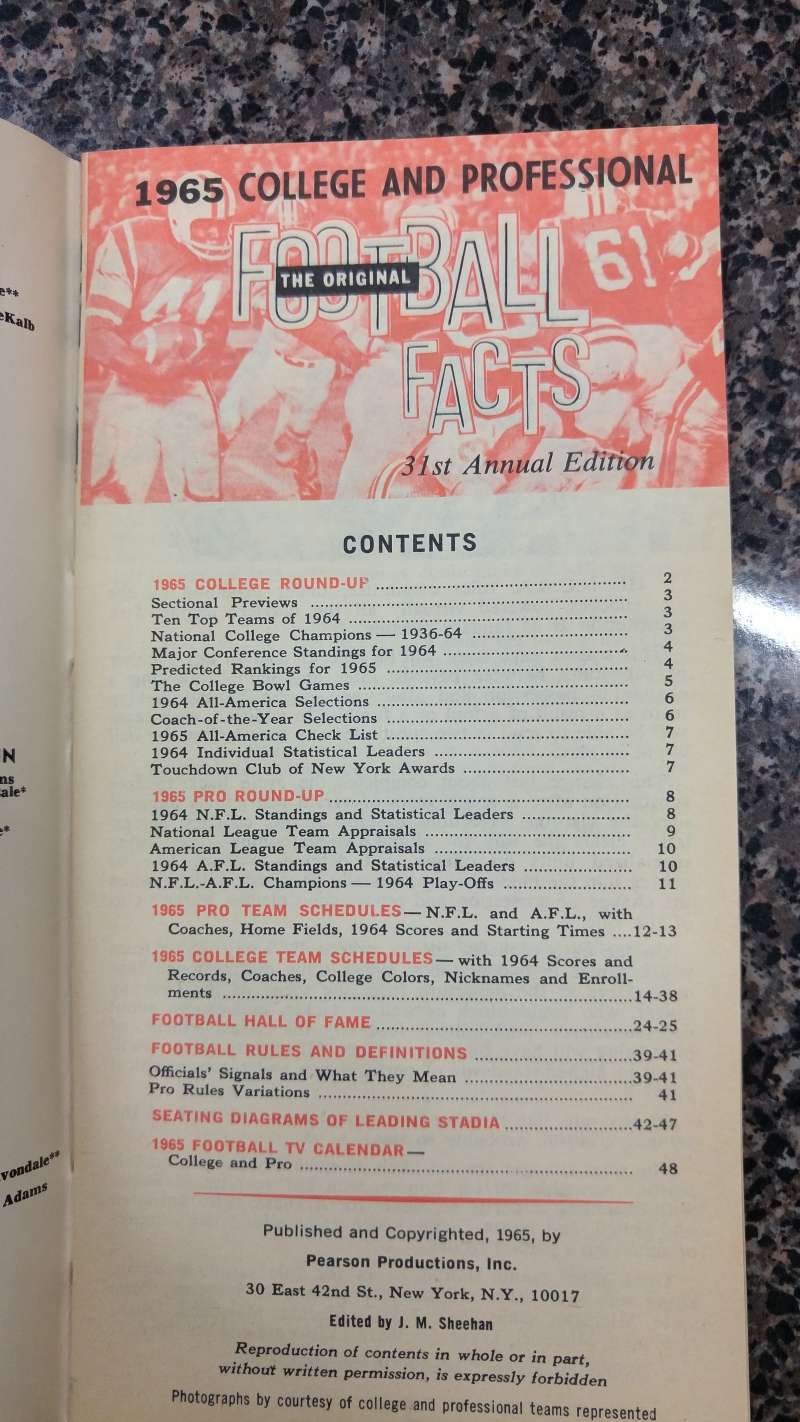 e**
eKalb
N
ns
ale*
e*
vondale**
Adams
1965 COLLEGE AND PROFESSIONAL
FOOTBALL
THE ORIGINAL
FACTS
41
61
31st Annual Edition
CONTENTS
1965 COLLEGE ROUND-UP ........ 2
Sectional Previews ........ 3
Ten Top Teams of 1964 ........ 3
National College Champions — 1936-64 ........ 3
Major Conference Standings for 1964 ........ 4
Predicted Rankings for 1965 ........ 4
The College Bowl Games ........ 5
1964 All-America Selections ........ 6
Coach-of-the-Year Selections ........ 6
1965 All-America Check List ........ 7
1964 Individual Statistical Leaders ........ 7
Touchdown Club of New York Awards ........ 7
1965 PRO ROUND-UP ........ 8
1964 N.F.L. Standings and Statistical Leaders ........ 8
National League Team Appraisals ........ 9
American League Team Appraisals ........ 10
1964 A.F.L. Standings and Statistical Leaders ........ 10
N.F.L.-A.F.L. Champions — 1964 Play-Offs ........ 11
1965 PRO TEAM SCHEDULES — N.F.L. and A.F.L., with
Coaches, Home Fields, 1964 Scores and Starting Times ....12-13
1965 COLLEGE TEAM SCHEDULES — with 1964 Scores and
Records, Coaches, College Colors, Nicknames and Enroll-
ments ........14-38
FOOTBALL HALL OF FAME ........24-25
FOOTBALL RULES AND DEFINITIONS ........39-41
Officials' Signals and What They Mean ........39-41
Pro Rules Variations ........ 41
SEATING DIAGRAMS OF LEADING STADIA ........42-47
1965 FOOTBALL TV CALENDAR —
College and Pro ........ 48
Published and Copyrighted, 1965, by
Pearson Productions, Inc.
30 East 42nd St., New York, N.Y., 10017
Edited by J. M. Sheehan
Reproduction of contents in whole or in part,
without written permission, is expressly forbidden
Photographs by courtesy of college and professional teams represented